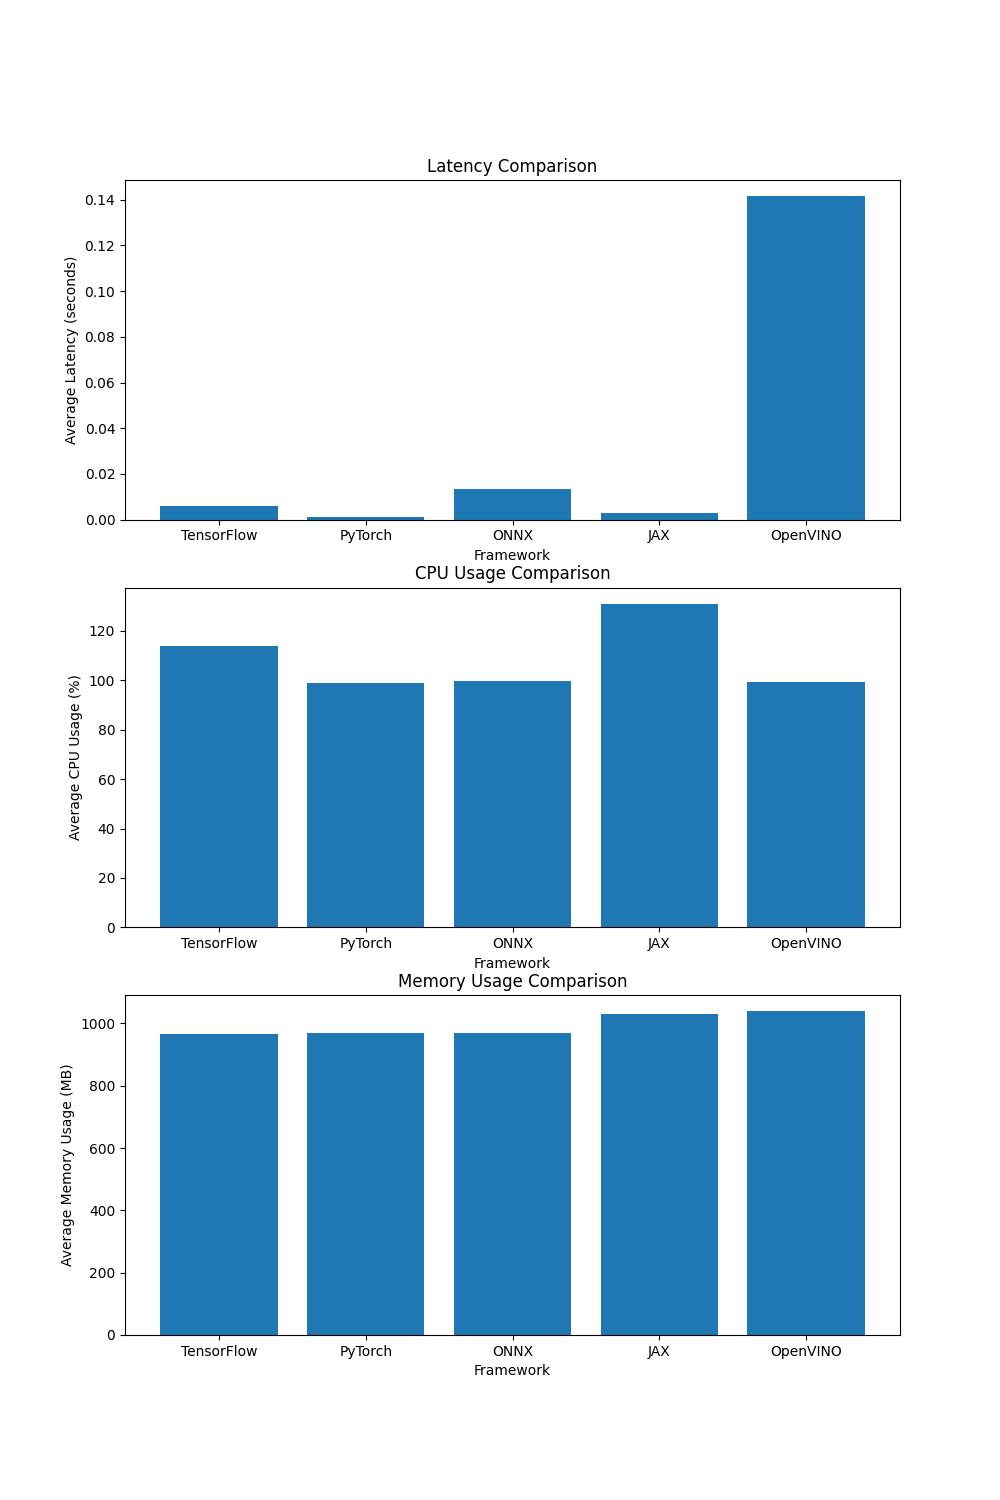 Latency Comparison
Average Latency (seconds)
0.14
0.12
0.10
0.08
0.06
0.04
0.02
0.00
TensorFlow PyTorch ONNX JAX OpenVINO
Framework
CPU Usage Comparison
Average CPU Usage (%)
120
100
80
60
40
20
0
TensorFlow PyTorch ONNX JAX OpenVINO
Framework
Memory Usage Comparison
Average Memory Usage (MB)
1000
800
600
400
200
0
TensorFlow PyTorch ONNX JAX OpenVINO
Framework